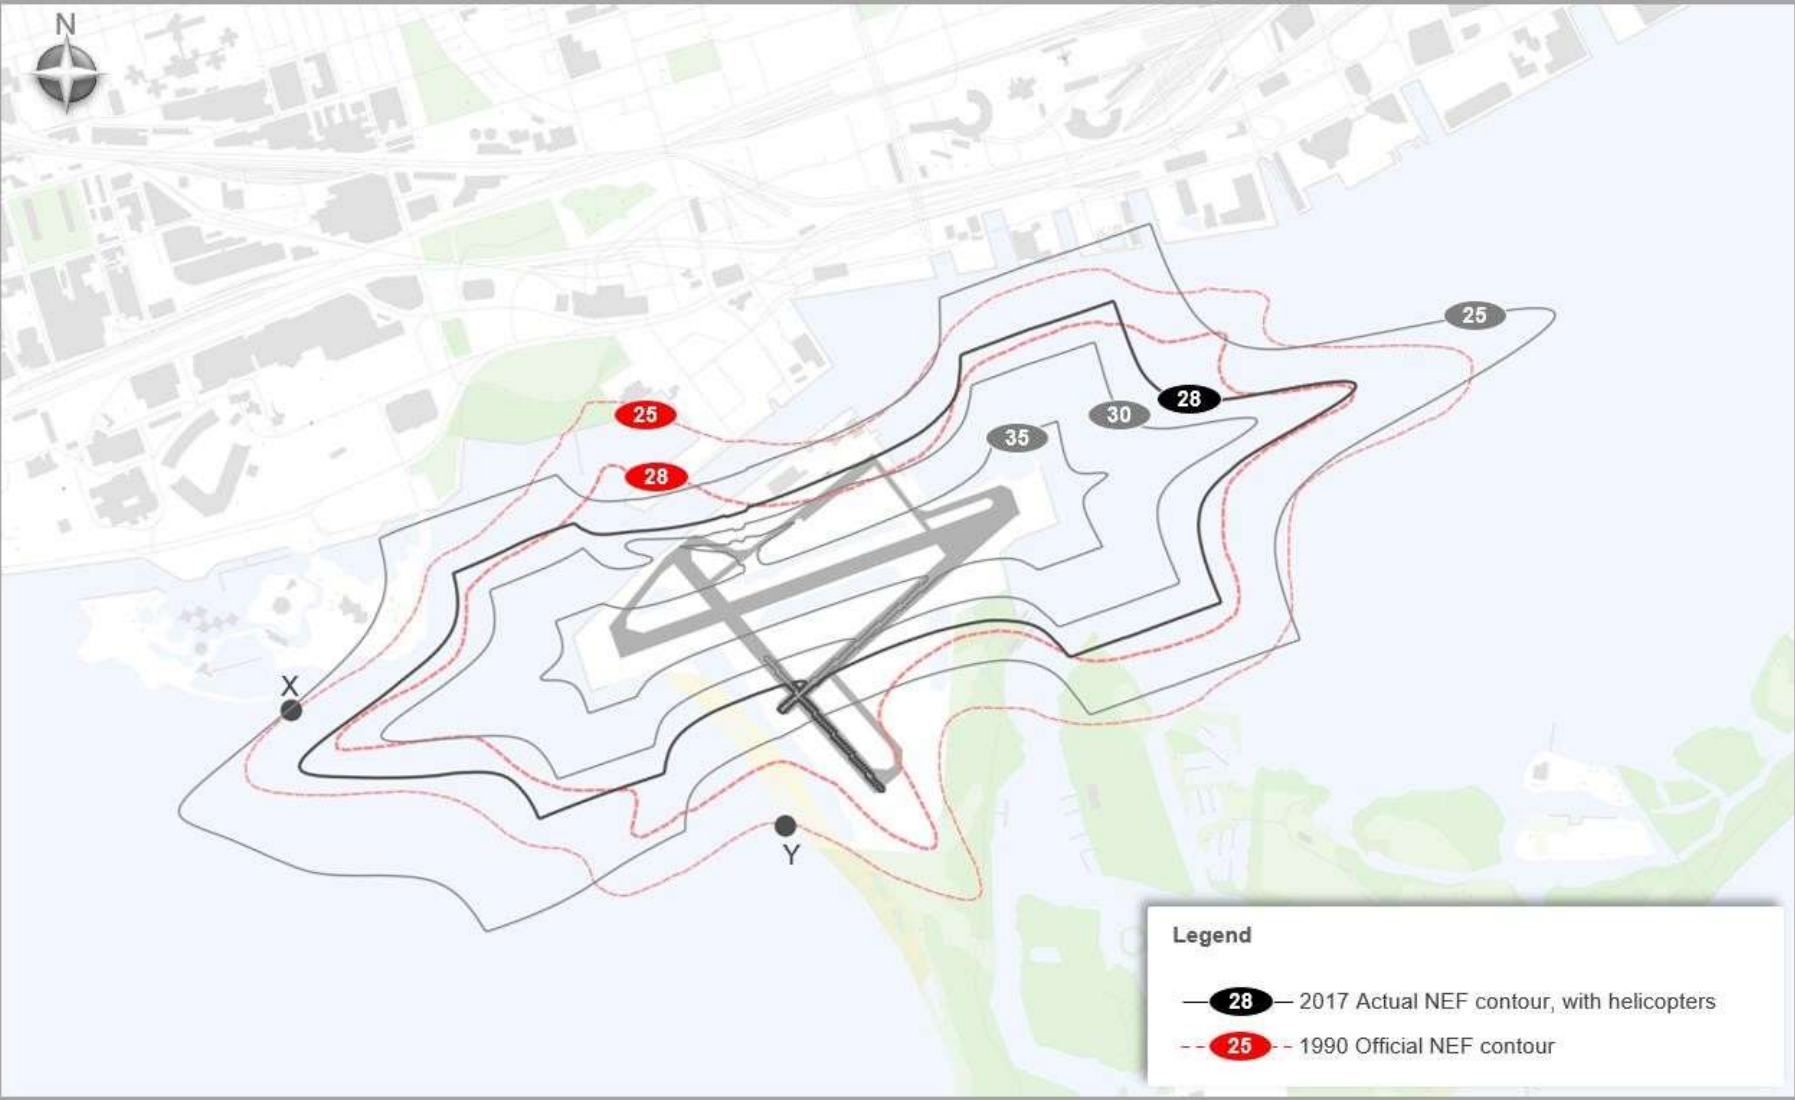 N
25
25
28
28
30
35
X
Y
Legend
28 2017 Actual NEF contour, with helicopters
25 1990 Official NEF contour